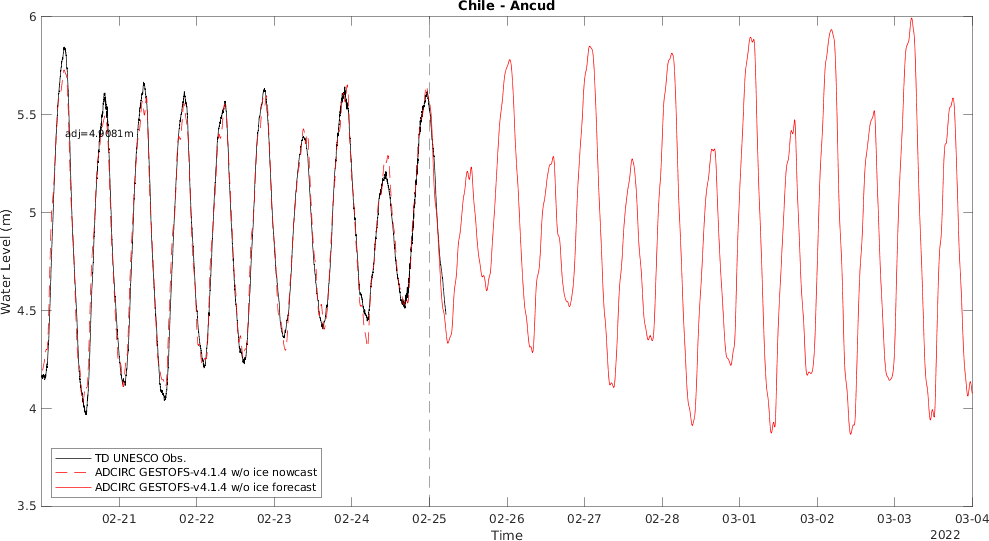 Chile - Ancud
6
5.5
5
4.5
4
3.5
Water Level (m)
adj=4.9081m
TD UNESCO Obs.
ADCIRC GESTOFS-v4.1.4 w/o ice nowcast
ADCIRC GESTOFS-v4.1.4 w/o ice forecast
02-21 02-22 02-23 02-24 02-25 02-26 02-27 02-28 03-01 03-02 03-03 03-04
Time
2022